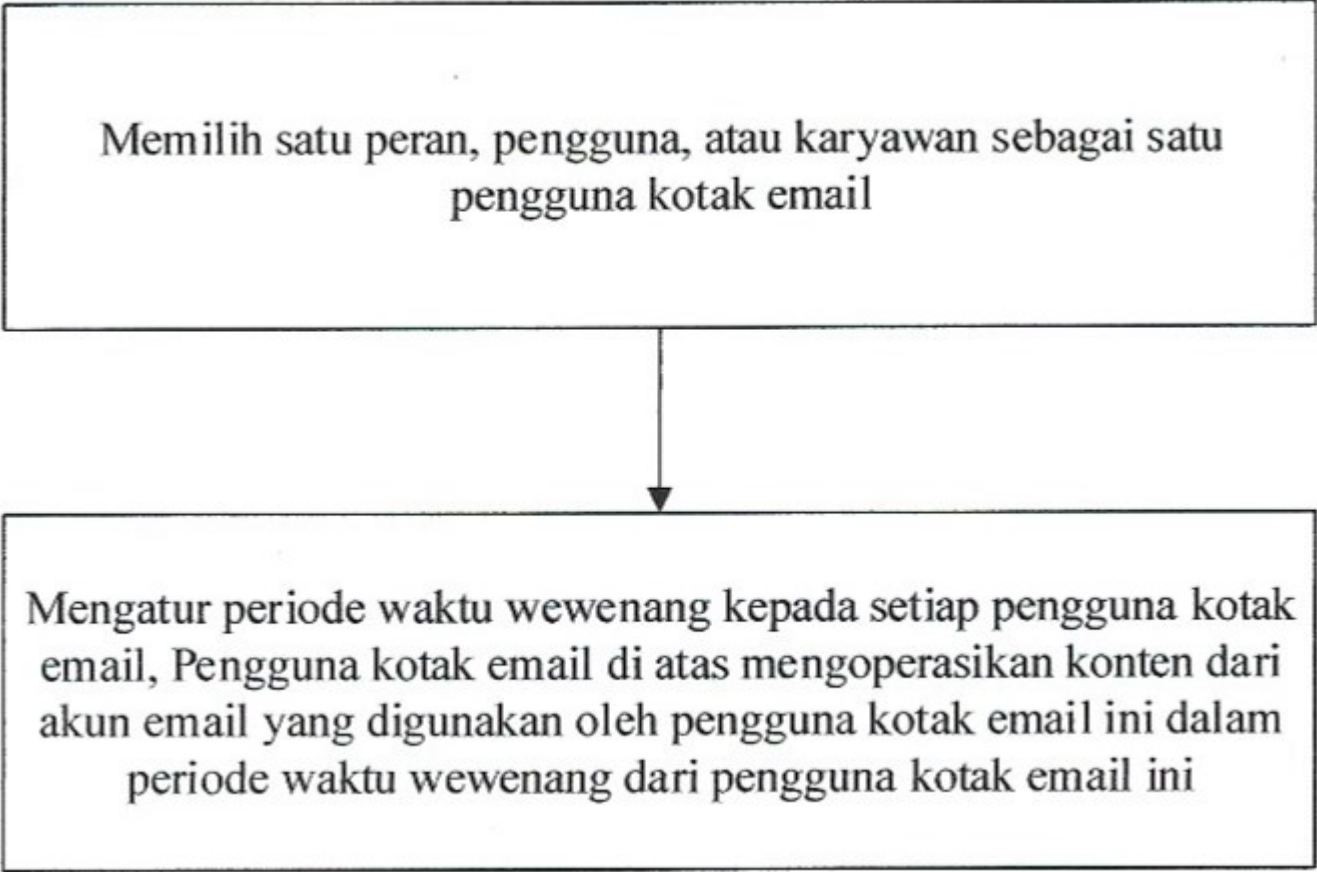 Memilih satu peran, pengguna, atau karyawan sebagai satu
pengguna kotak email
Mengatur periode waktu wewenang kepada setiap pengguna kotak
email, Pengguna kotak email di atas mengoperasikan konten dari
akun email yang digunakan oleh pengguna kotak email ini dalam
periode waktu wewenang dari pengguna kotak email ini